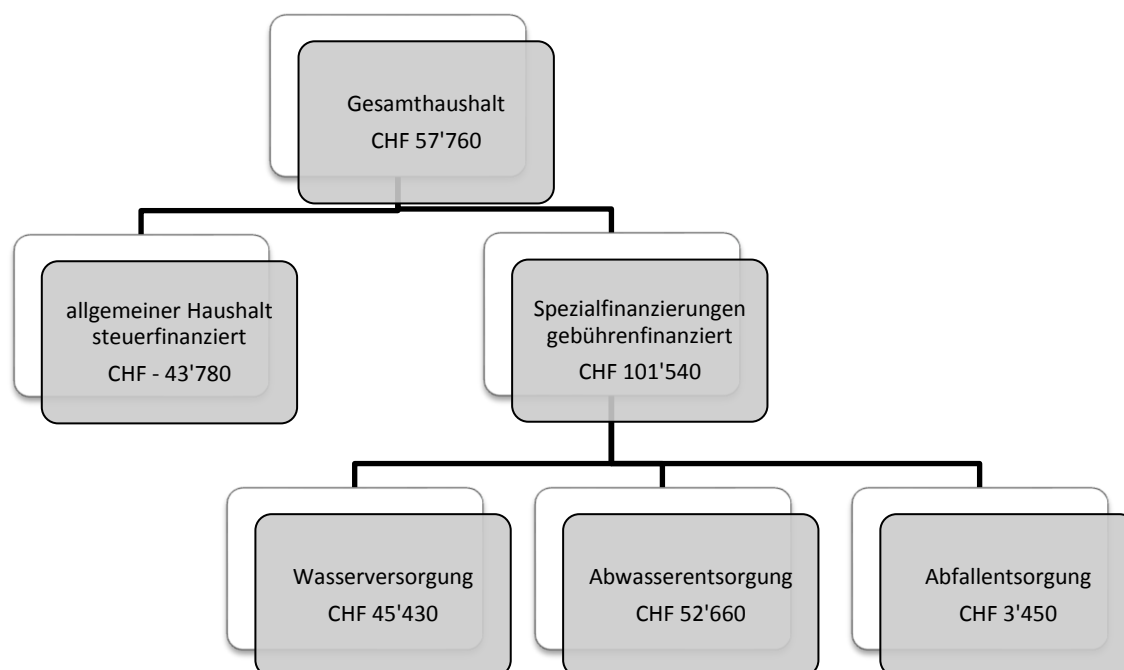 Gesamthaushalt
CHF 57'760
allgemeiner Haushalt
steuerfinanziert
CHF - 43'780
Spezialfinanzierungen
gebührenfinanziert
CHF 101'540
Wasserversorgung
CHF 45'430
Abwasserentsorgung
CHF 52'660
Abfallentsorgung
CHF 3'450